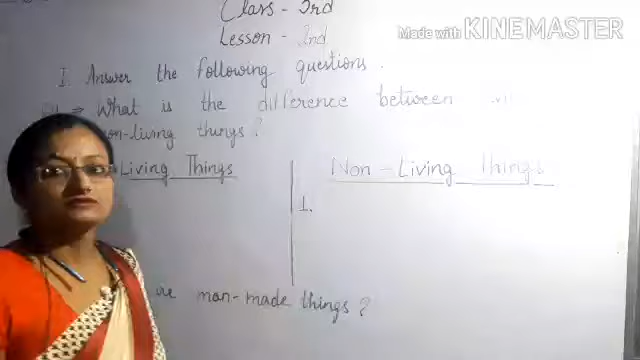 Class - 3rd
Made with KINEMASTER
Lesson - 2nd
I. Answer the following questions.
What is the difference between
non-living things?
Living Things
Non-Living Things
1.
man-made things?